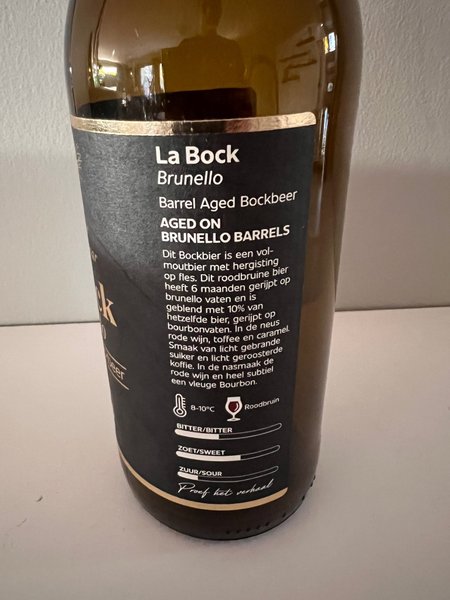 La Bock
Brunello
Barrel Aged Bockbeer
AGED ON
BRUNELLO BARRELS
Dit Bockbier is een vol-
moutbier met hergisting
op fles. Dit roodbruine bier
heeft 6 maanden gerijpt op
brunello vaten en is
geblend met 10% van
hetzelfde bier, gerijpt op
bourbonvaten. In de neus
rode wijn, toffee en caramel.
Smaak van licht gebrande
suiker en licht geroosterde
koffie. In de nasmaak de
rode wijn en heel subtiel
een vleuge Bourbon.
8-10°C
Roodbruin
BITTER/BITTER
ZOET/SWEET
ZUUR/SOUR
Proef het verhaal